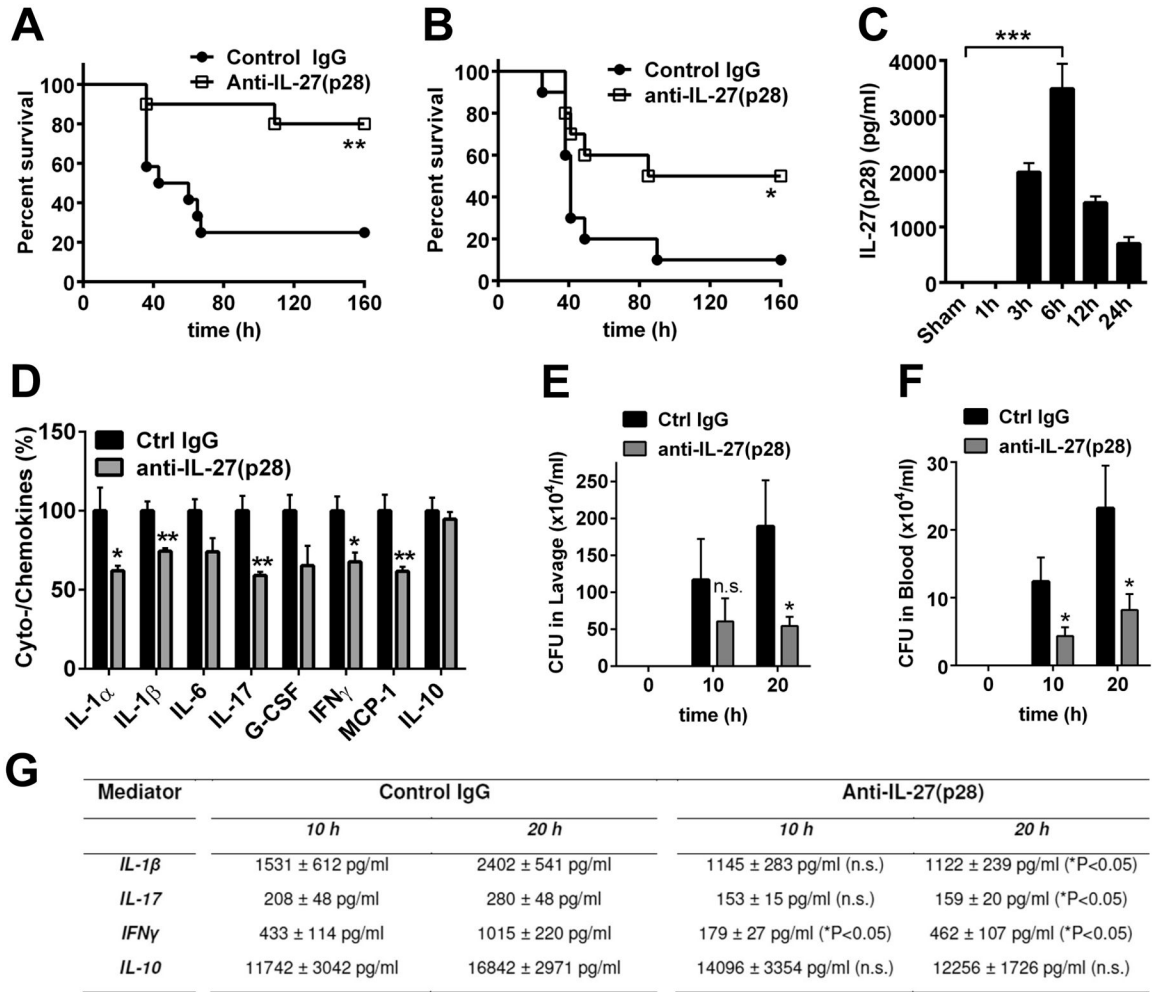 A
Control IgG
Anti-IL-27(p28)
Percent survival
100
80
60
40
20
0
**
0 40 80 120 160
time (h)
B
Control IgG
anti-IL-27(p28)
Percent survival
100
80
60
40
20
0
*
0 40 80 120 160
time (h)
C
***
IL-27(p28) (pg/ml)
4000
3000
2000
1000
0
Sham 1h 3h 6h 12h 24h
D
Ctrl IgG
anti-IL-27(p28)
Cyto-/Chemokines (%)
150
100
50
0
* ** ** * **
IL-1α IL-1β IL-6 IL-17 G-CSF IFNγ MCP-1 IL-10
E
Ctrl IgG
anti-IL-27(p28)
CFU in Lavage (x10⁴/ml)
250
200
150
100
50
0
n.s. *
0 10 20
time (h)
F
Ctrl IgG
anti-IL-27(p28)
CFU in Blood (x10⁴/ml)
30
20
10
0
* *
0 10 20
time (h)
G
Mediator Control IgG Anti-IL-27(p28)
10 h 20 h 10 h 20 h
IL-1β 1531 ± 612 pg/ml 2402 ± 541 pg/ml 1145 ± 283 pg/ml (n.s.) 1122 ± 239 pg/ml (*P<0.05)
IL-17 208 ± 48 pg/ml 280 ± 48 pg/ml 153 ± 15 pg/ml (n.s.) 159 ± 20 pg/ml (*P<0.05)
IFNγ 433 ± 114 pg/ml 1015 ± 220 pg/ml 179 ± 27 pg/ml (*P<0.05) 462 ± 107 pg/ml (*P<0.05)
IL-10 11742 ± 3042 pg/ml 16842 ± 2971 pg/ml 14096 ± 3354 pg/ml (n.s.) 12256 ± 1726 pg/ml (n.s.)